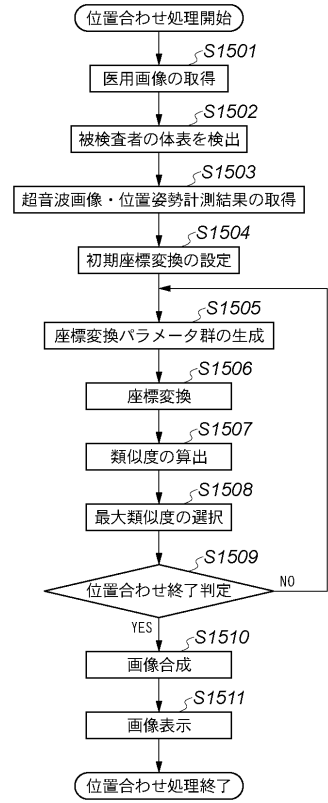 位置合わせ処理開始
S1501
医用画像の取得
S1502
被検査者の体表を検出
S1503
超音波画像・位置姿勢計測結果の取得
S1504
初期座標変換の設定
S1505
座標変換パラメータ群の生成
S1506
座標変換
S1507
類似度の算出
S1508
最大類似度の選択
S1509
位置合わせ終了判定
NO
YES
S1510
画像合成
S1511
画像表示
位置合わせ処理終了